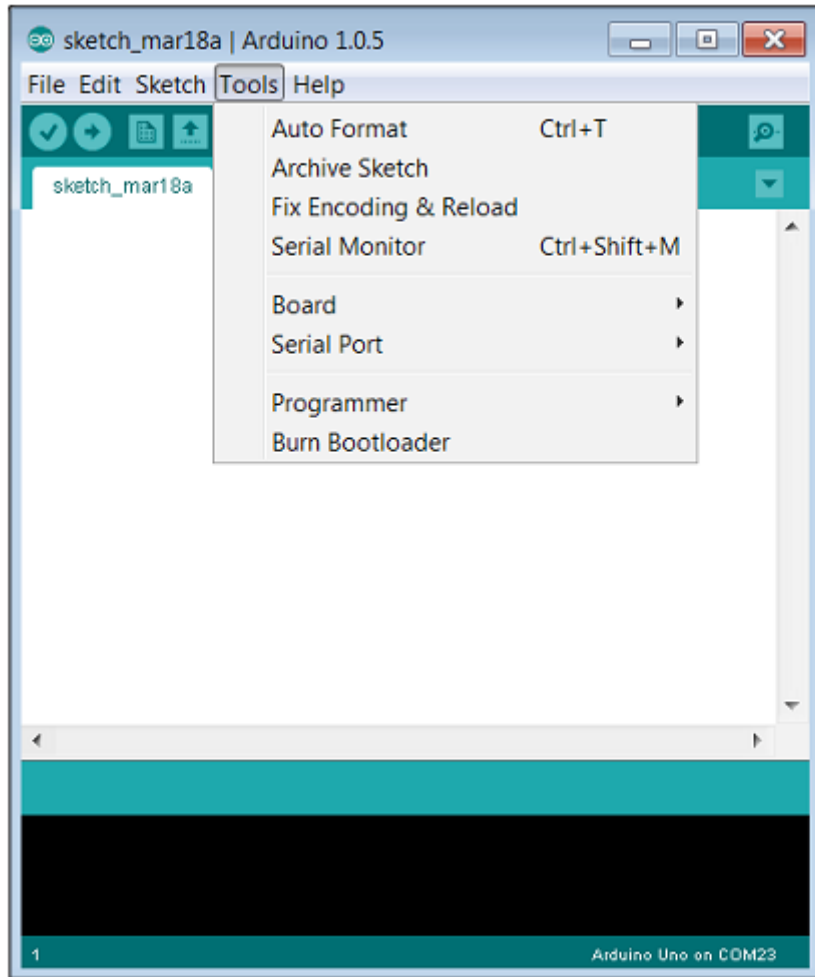 sketch_mar18a | Arduino 1.0.5
File Edit Sketch Tools Help
Auto Format Ctrl+T
sketch_mar18a
Archive Sketch
Fix Encoding & Reload
Serial Monitor Ctrl+Shift+M
Board
Serial Port
Programmer
Burn Bootloader
1 Arduino Uno on COM23